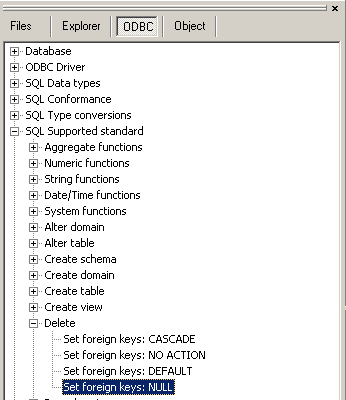 Files Explorer ODBC Object
Database
ODBC Driver
SQL Data types
SQL Conformance
SQL Type conversions
SQL Supported standard
Aggregate functions
Numeric functions
String functions
Date/Time functions
System functions
Alter domain
Alter table
Create schema
Create domain
Create table
Create view
Delete
Set foreign keys: CASCADE
Set foreign keys: NO ACTION
Set foreign keys: DEFAULT
Set foreign keys: NULL